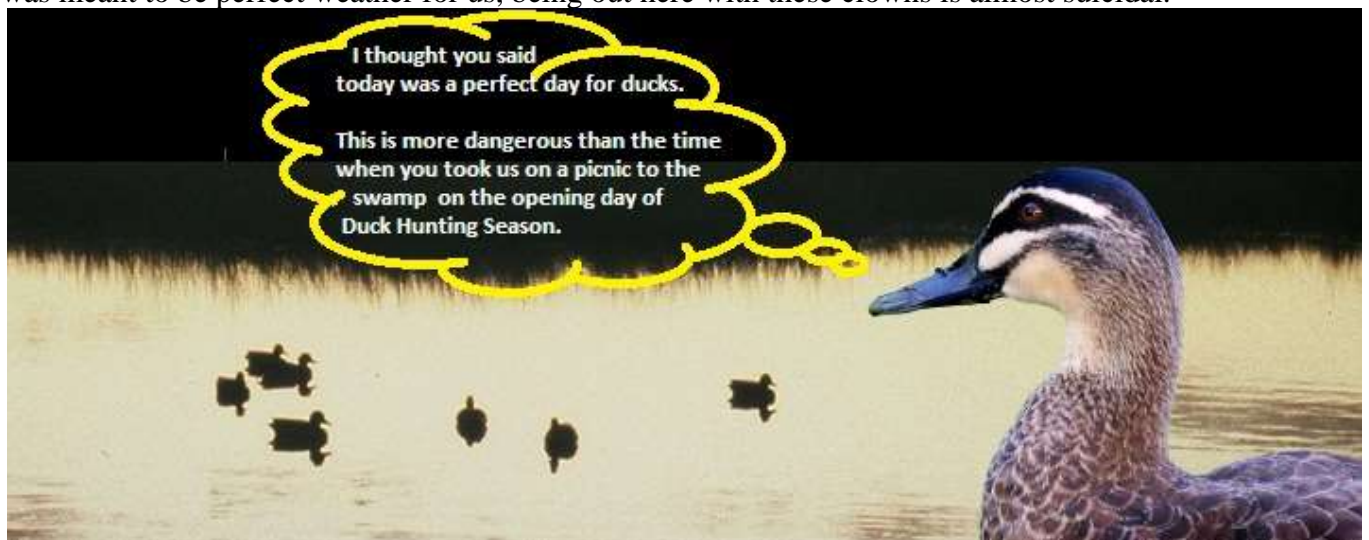 was meant to be perfect weather for us, being out here with these clowns is almost suicidal.
I thought you said
today was a perfect day for ducks.
This is more dangerous than the time
when you took us on a picnic to the
swamp on the opening day of
Duck Hunting Season.